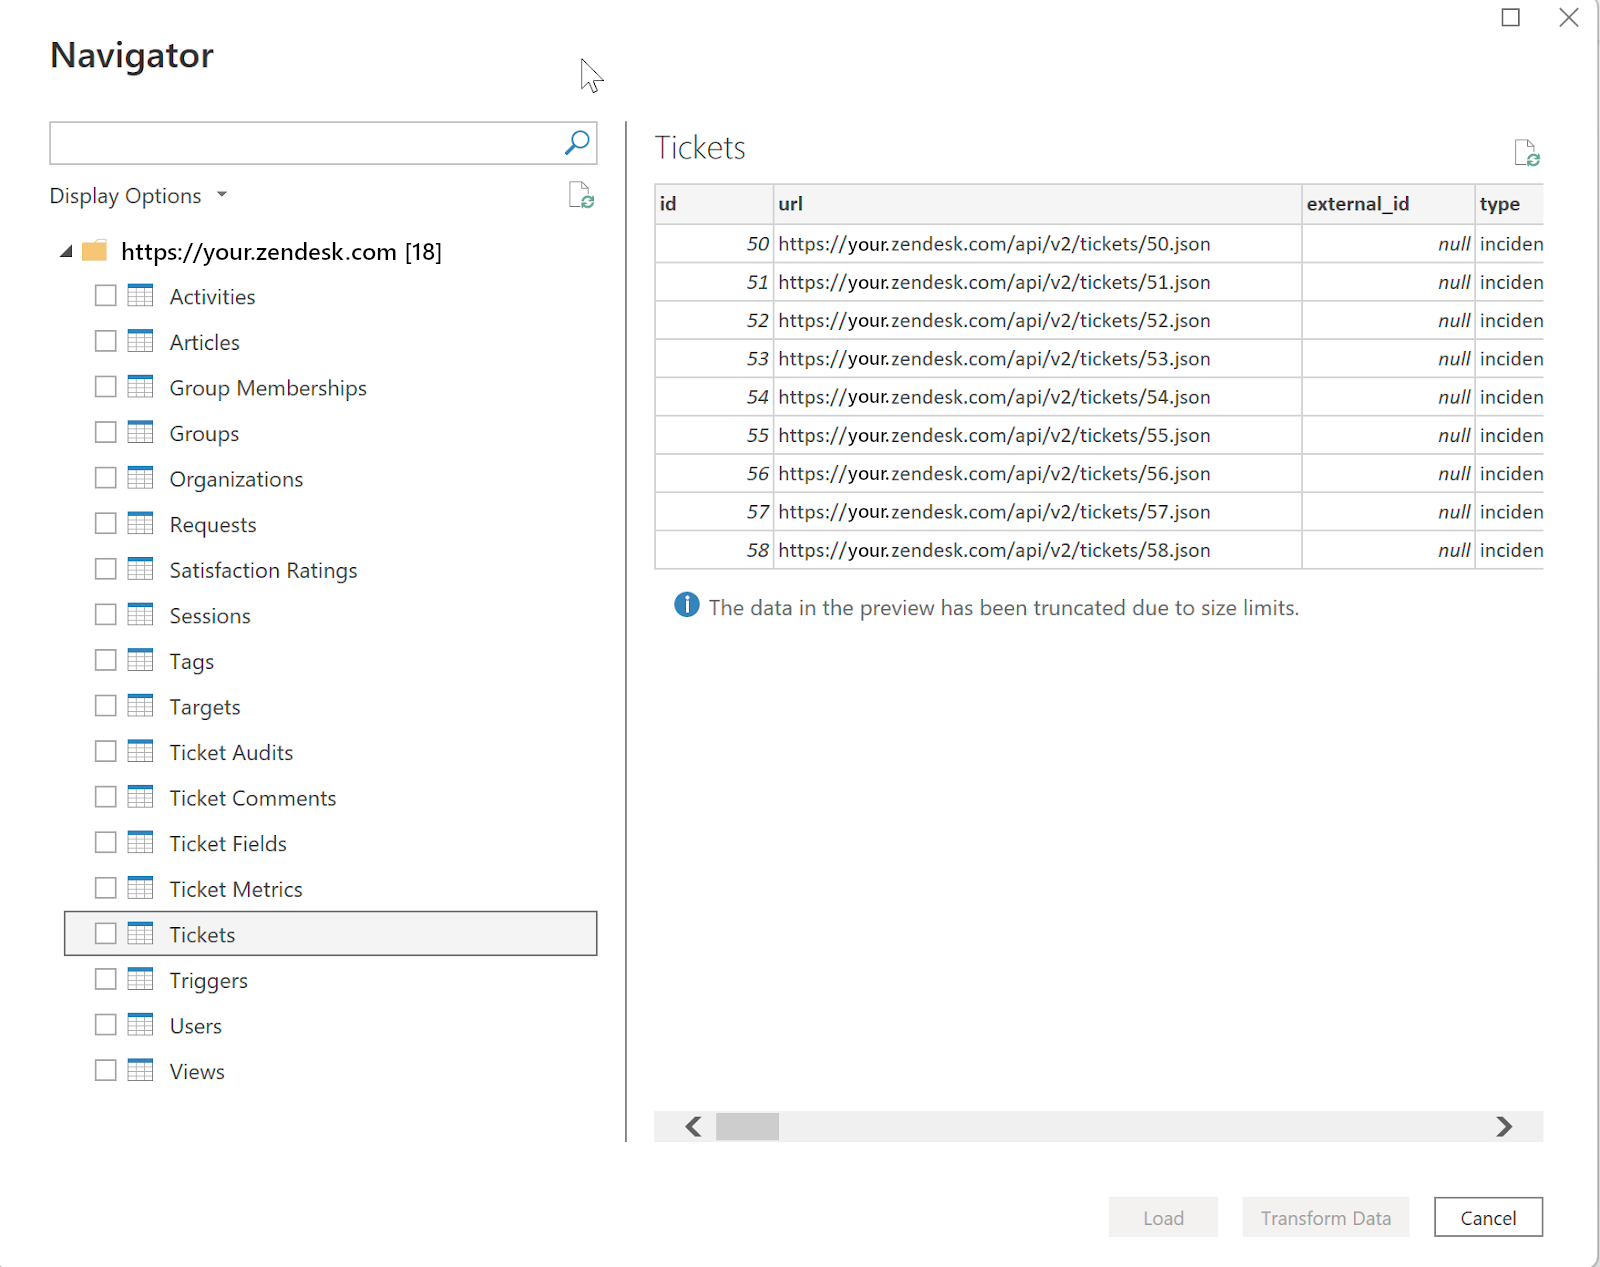 Navigator
Display Options
https://your.zendesk.com [18]
Activities
Articles
Group Memberships
Groups
Organizations
Requests
Satisfaction Ratings
Sessions
Tags
Targets
Ticket Audits
Ticket Comments
Ticket Fields
Ticket Metrics
Tickets
Triggers
Users
Views
Tickets
id url external_id type
50 https://your.zendesk.com/api/v2/tickets/50.json null inciden
51 https://your.zendesk.com/api/v2/tickets/51.json null inciden
52 https://your.zendesk.com/api/v2/tickets/52.json null inciden
53 https://your.zendesk.com/api/v2/tickets/53.json null inciden
54 https://your.zendesk.com/api/v2/tickets/54.json null inciden
55 https://your.zendesk.com/api/v2/tickets/55.json null inciden
56 https://your.zendesk.com/api/v2/tickets/56.json null inciden
57 https://your.zendesk.com/api/v2/tickets/57.json null inciden
58 https://your.zendesk.com/api/v2/tickets/58.json null inciden
The data in the preview has been truncated due to size limits.
Load Transform Data Cancel